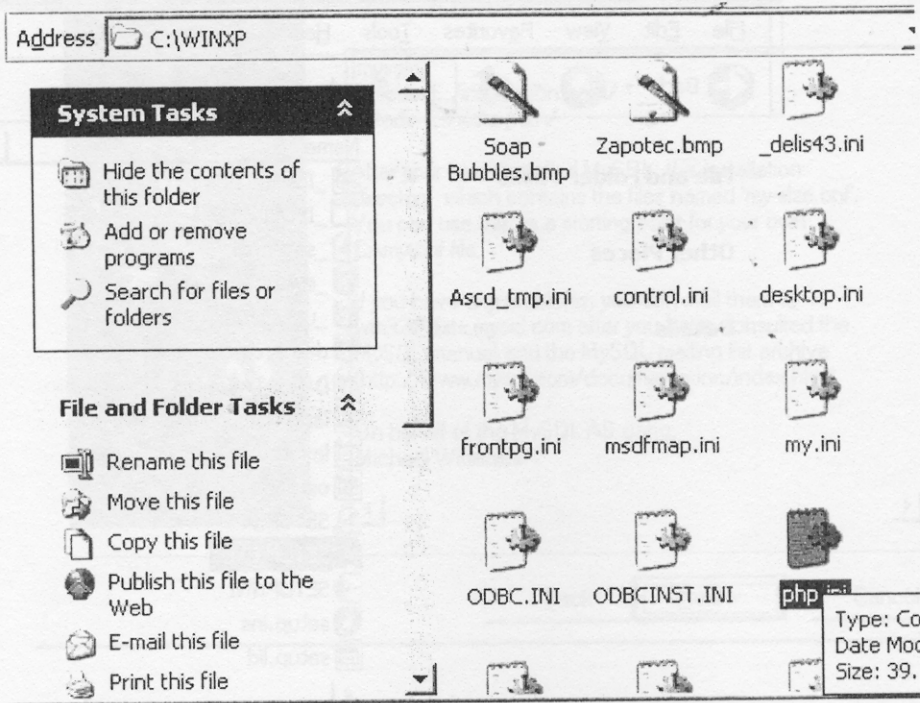 Address C:\WINXP
System Tasks
Hide the contents of
this folder
Add or remove
programs
Search for files or
folders
File and Folder Tasks
Rename this file
Move this file
Copy this file
Publish this file to the
Web
E-mail this file
Print this file
Soap
Bubbles.bmp
Zapotec.bmp
_delis43.ini
Ascd_tmp.ini
control.ini
desktop.ini
frontpg.ini
msdfmap.ini
my.ini
ODBC.INI
ODBCINST.INI
php.ini
Type: Co
Date Mod
Size: 39.